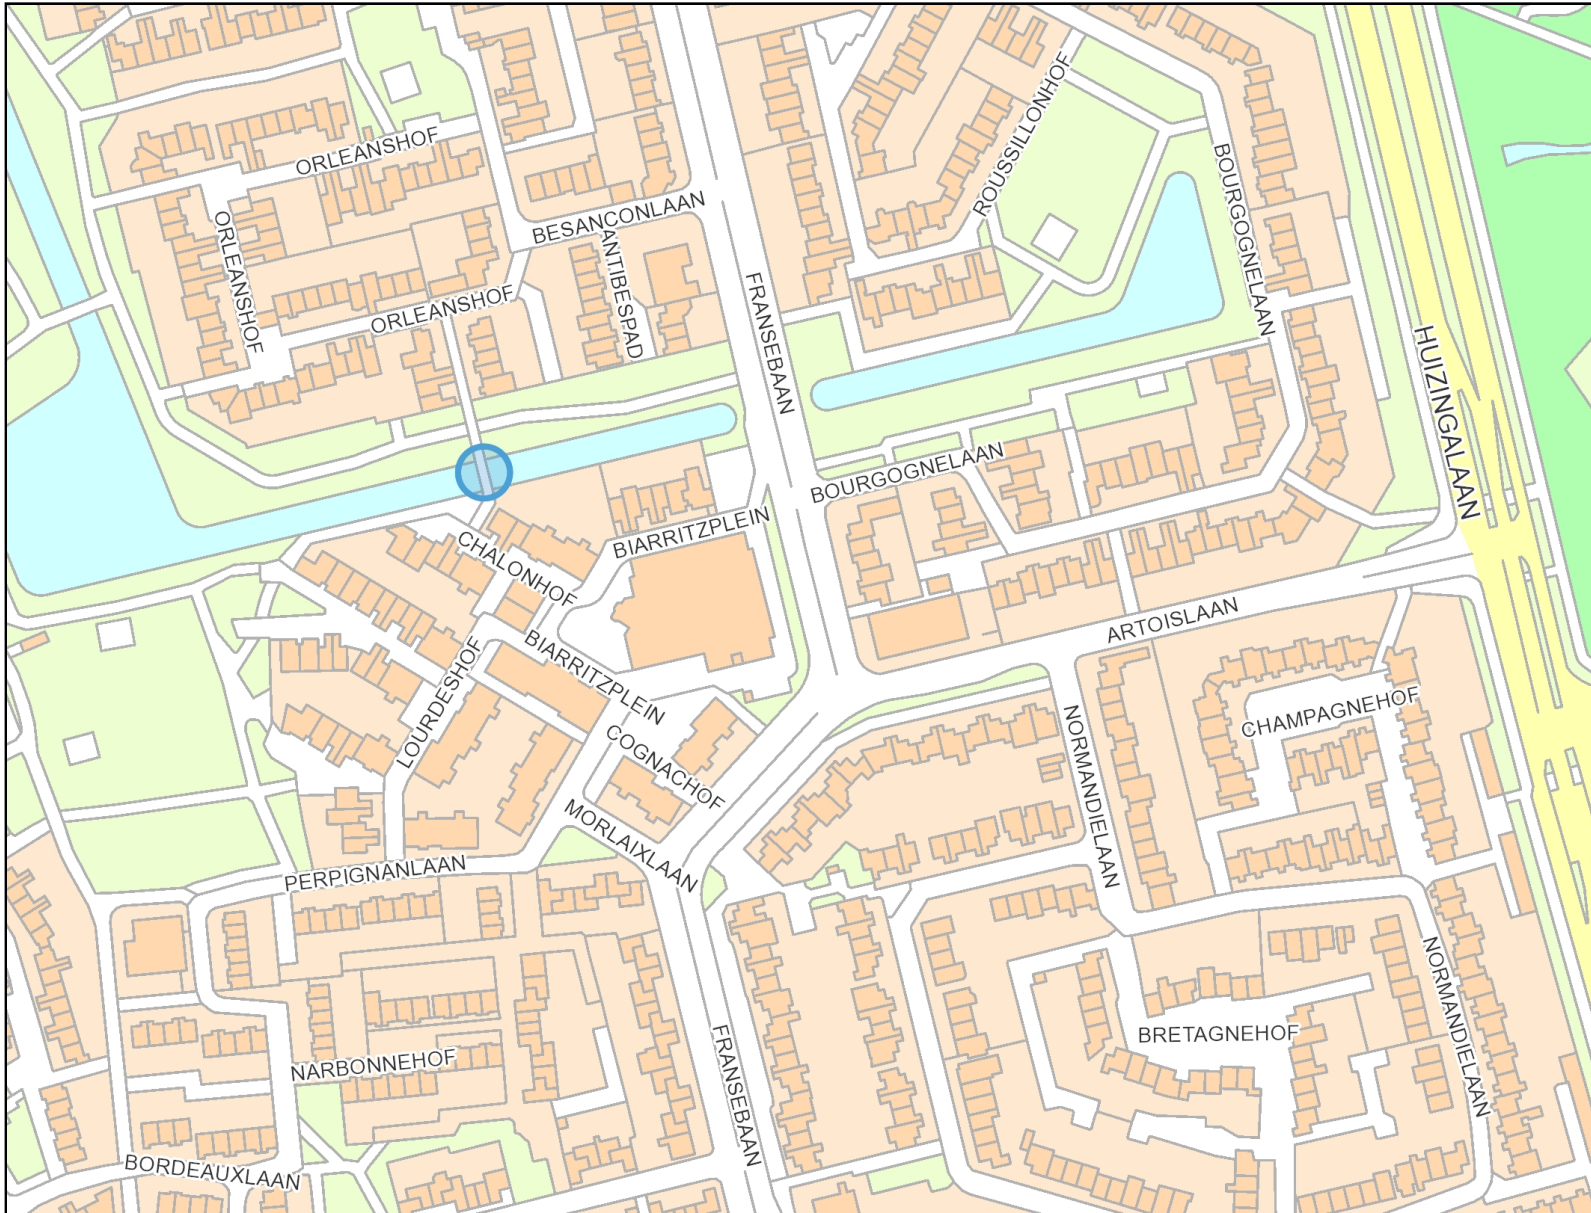 ROUSSILLONHOF
ORLEANSHOF
BOURGOGNELAAN
BESANCONLAAN
ORLEANSHOF
ANTIBESPAD
ORLEANSHOF
FRANSEBAAN
HUIZINGALAAN
BOURGOGNELAAN
BIARRITZPLEIN
CHALONHOF
ARTOISLAAN
BIARRITZPLEIN
LOURDESHOF
CHAMPAGNEHOF
COGNACHOF
NORMANDIELAAN
MORLAIXLAAN
PERPIGNANLAAN
NORMANDIELAAN
BRETAGNEHOF
NARBONNEHOF
FRANSEBAAN
BORDEAUXLAAN